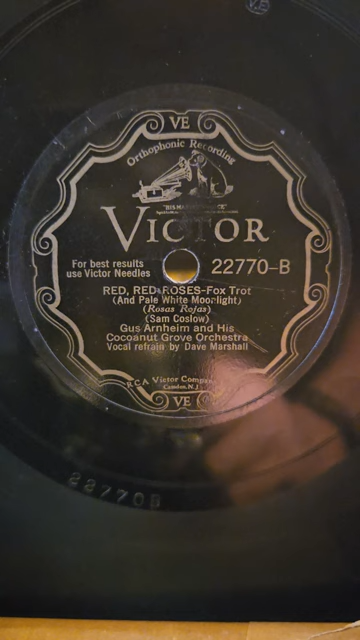 V.E
VE
Orthophonic Recording
"HIS MASTER'S VOICE"
VICTOR
For best results
use Victor Needles
22770-B
RED, RED ROSES-Fox Trot
(And Pale White Moonlight)
(Rosas Rojas)
(Sam Coslow)
Gus Arnheim and His
Cocoanut Grove Orchestra
Vocal refrain by Dave Marshall
RCA Victor Company
Camden, N.J.
VE
22770B